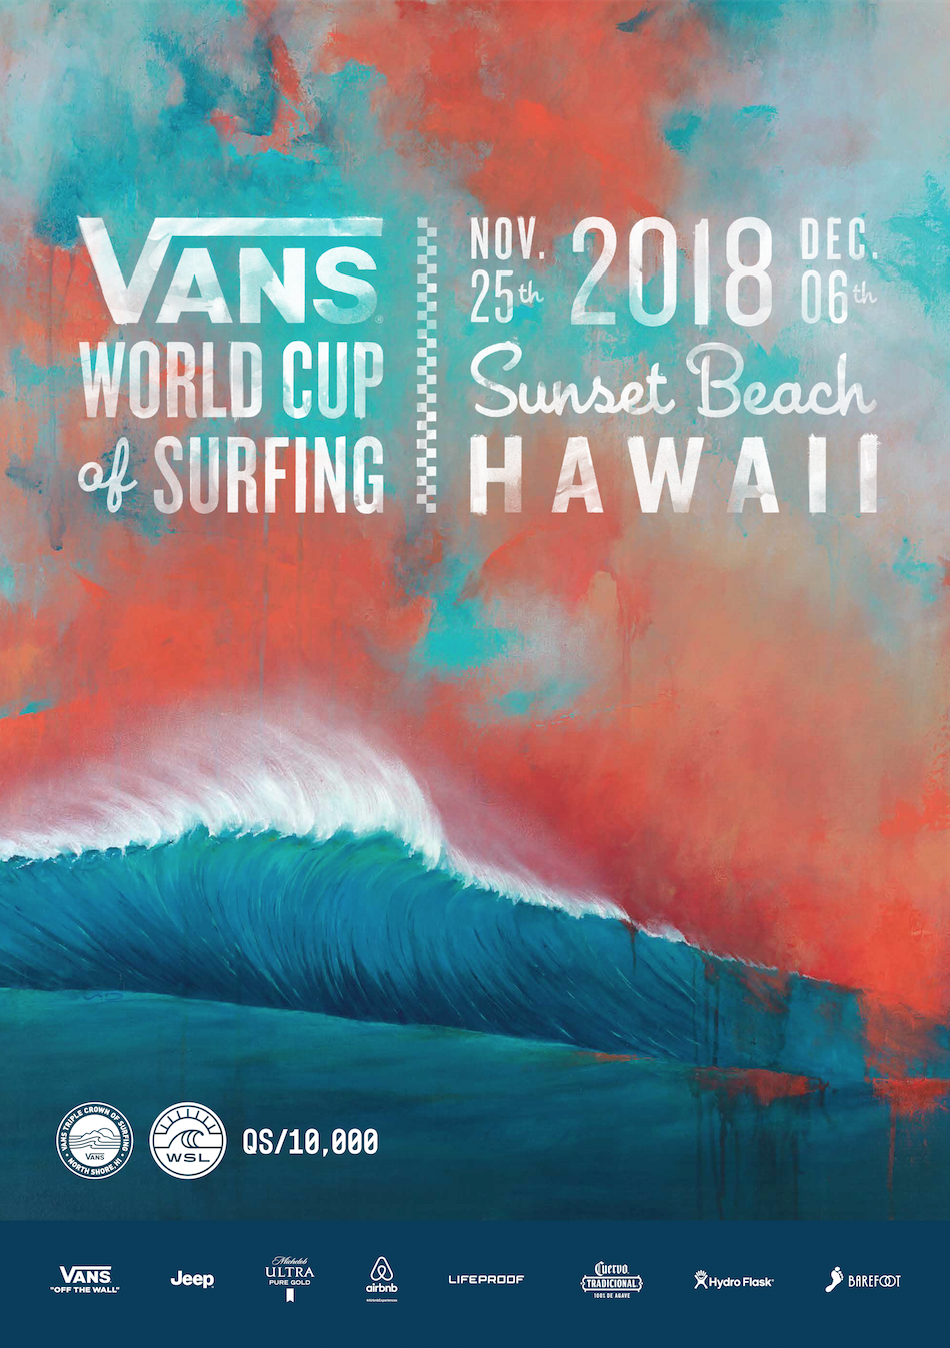 VANS
WORLD CUP
of SURFING
NOV. 25th 2018 DEC. 06th
Sunset Beach
HAWAII
VANS TRIPLE CROWN OF SURFING
VANS
NORTH SHORE, HI
WSL
QS/10,000
VANS
"OFF THE WALL"
Jeep
Michelob
ULTRA
PURE GOLD
airbnb
LIFEPROOF
Cuervo
TRADICIONAL
100% DE AGAVE
Hydro Flask
BAREFOOT